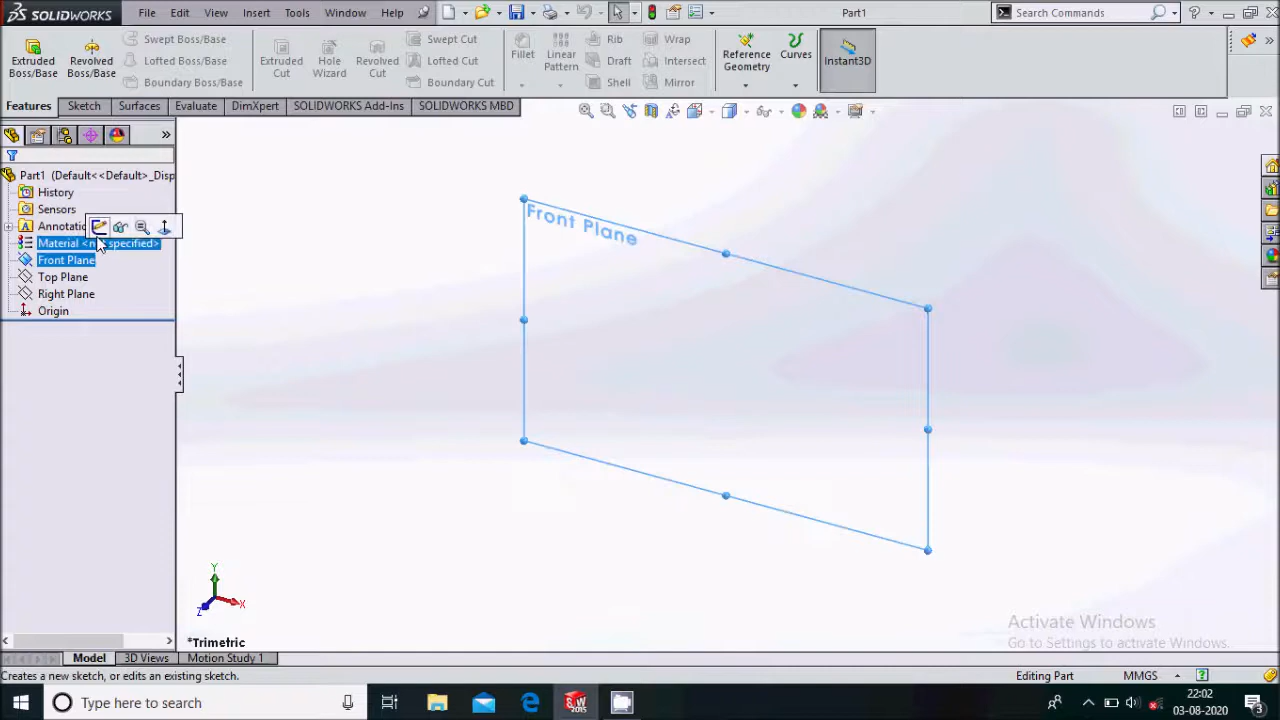 SOLIDWORKS File Edit View Insert Tools Window Help Part1 Search Commands
Extruded Boss/Base
Revolved Boss/Base
Swept Boss/Base
Lofted Boss/Base
Boundary Boss/Base
Extruded Cut
Hole Wizard
Revolved Cut
Swept Cut
Lofted Cut
Boundary Cut
Fillet
Linear Pattern
Rib
Draft
Shell
Wrap
Intersect
Mirror
Reference Geometry
Curves
Instant3D
Features Sketch Surfaces Evaluate DimXpert SOLIDWORKS Add-Ins SOLIDWORKS MBD
Part1 (Default<<Default>_Disp
History
Sensors
Annotatio
Material <n specified>
Front Plane
Top Plane
Right Plane
Origin
Front Plane
Y
X
Z
*Trimetric
Activate Windows
Go to Settings to activate Windows.
Model 3D Views Motion Study 1
Creates a new sketch, or edits an existing sketch. Editing Part MMGS
Type here to search
22:02
03-08-2020
3